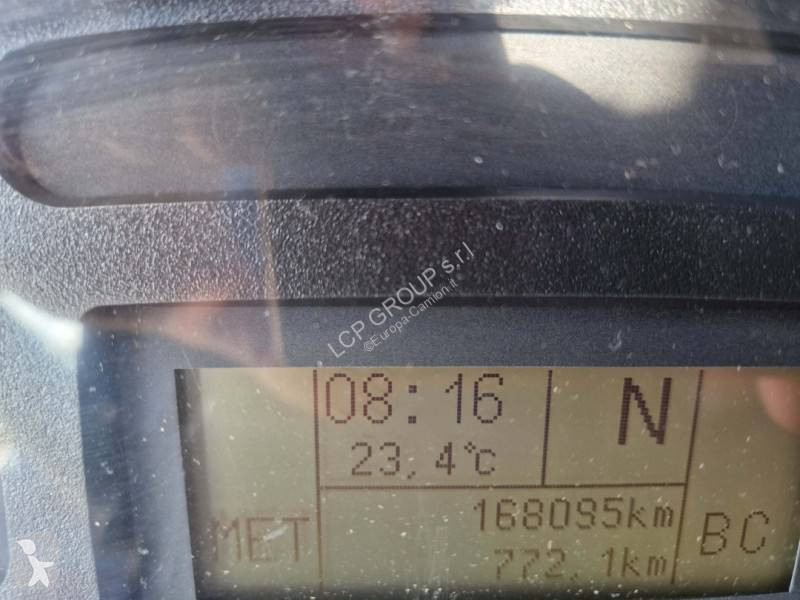 LCP GROUP s.r.l
©Europa-Camion.it
08:16
N
23,4°c
168095km
MET
BC
772,1km